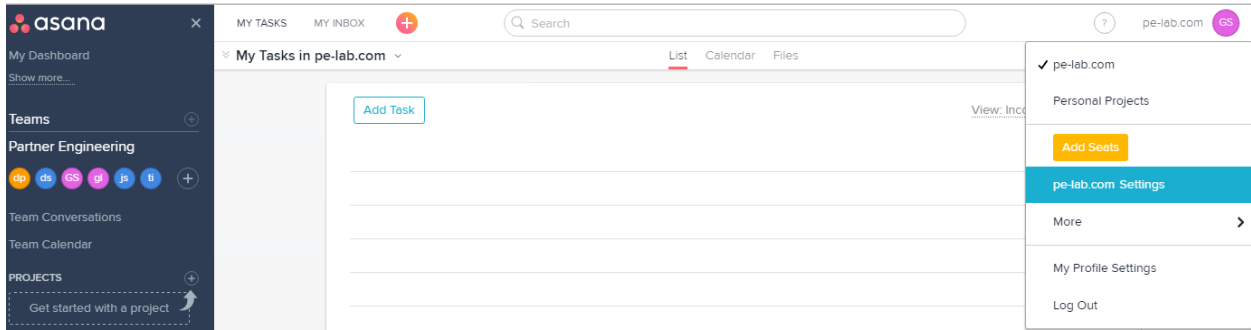 asana ×
My Dashboard
Show more...
Teams +
Partner Engineering
dp ds GS gl js ti +
Team Conversations
Team Calendar
PROJECTS +
Get started with a project
MY TASKS MY INBOX + Search ? pe-lab.com GS
My Tasks in pe-lab.com List Calendar Files
Add Task
View:
✓ pe-lab.com
Personal Projects
Add Seats
pe-lab.com Settings
More >
My Profile Settings
Log Out